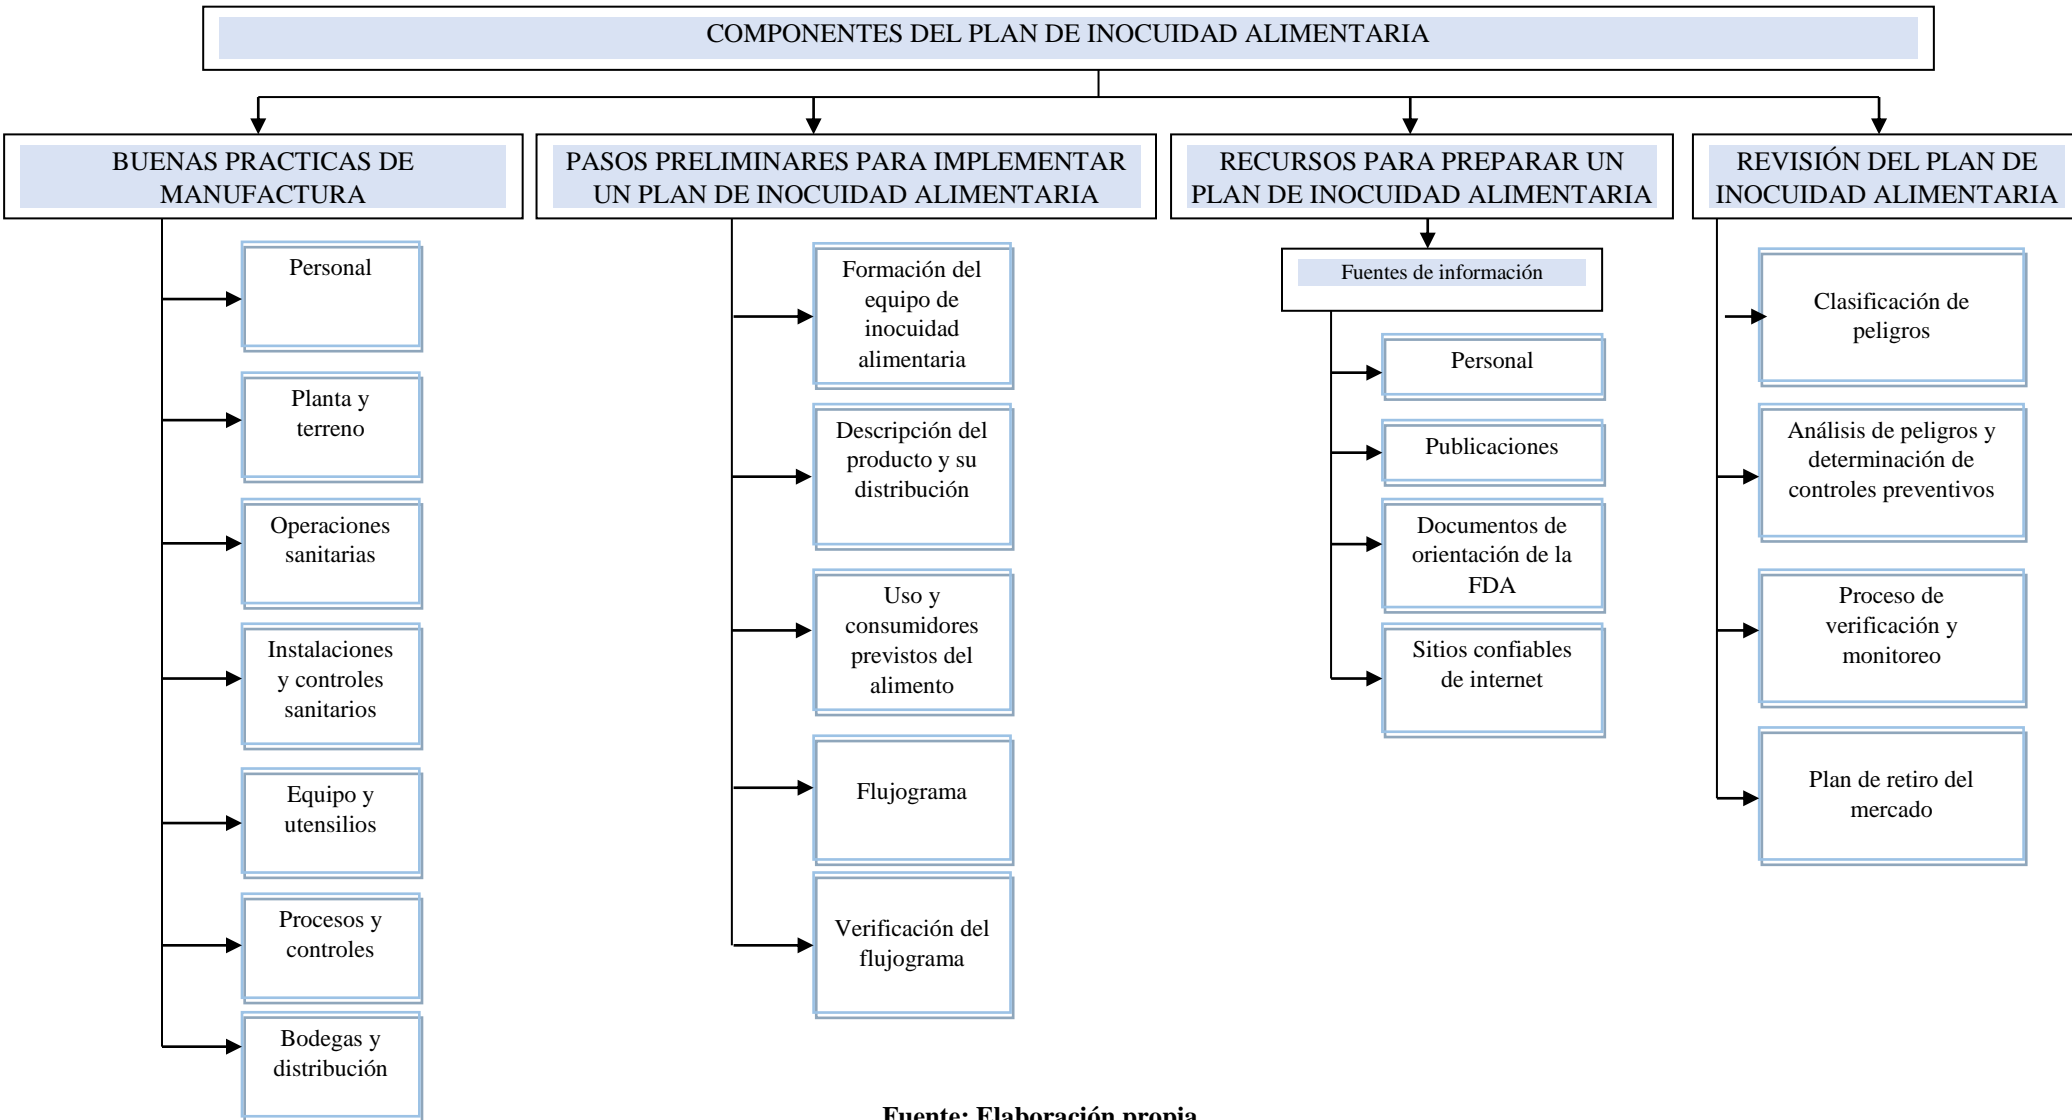 COMPONENTES DEL PLAN DE INOCUIDAD ALIMENTARIA
BUENAS PRACTICAS DE
MANUFACTURA
Personal
Planta y
terreno
Operaciones
sanitarias
Instalaciones
y controles
sanitarios
Equipo y
utensilios
Procesos y
controles
Bodegas y
distribución
PASOS PRELIMINARES PARA IMPLEMENTAR
UN PLAN DE INOCUIDAD ALIMENTARIA
Formación del
equipo de
inocuidad
alimentaria
Descripción del
producto y su
distribución
Uso y
consumidores
previstos del
alimento
Flujograma
Verificación del
flujograma
RECURSOS PARA PREPARAR UN
PLAN DE INOCUIDAD ALIMENTARIA
Fuentes de información
Personal
Publicaciones
Documentos de
orientación de la
FDA
Sitios confiables
de internet
REVISIÓN DEL PLAN DE
INOCUIDAD ALIMENTARIA
Clasificación de
peligros
Análisis de peligros y
determinación de
controles preventivos
Proceso de
verificación y
monitoreo
Plan de retiro del
mercado
Fuente: Elaboración propia